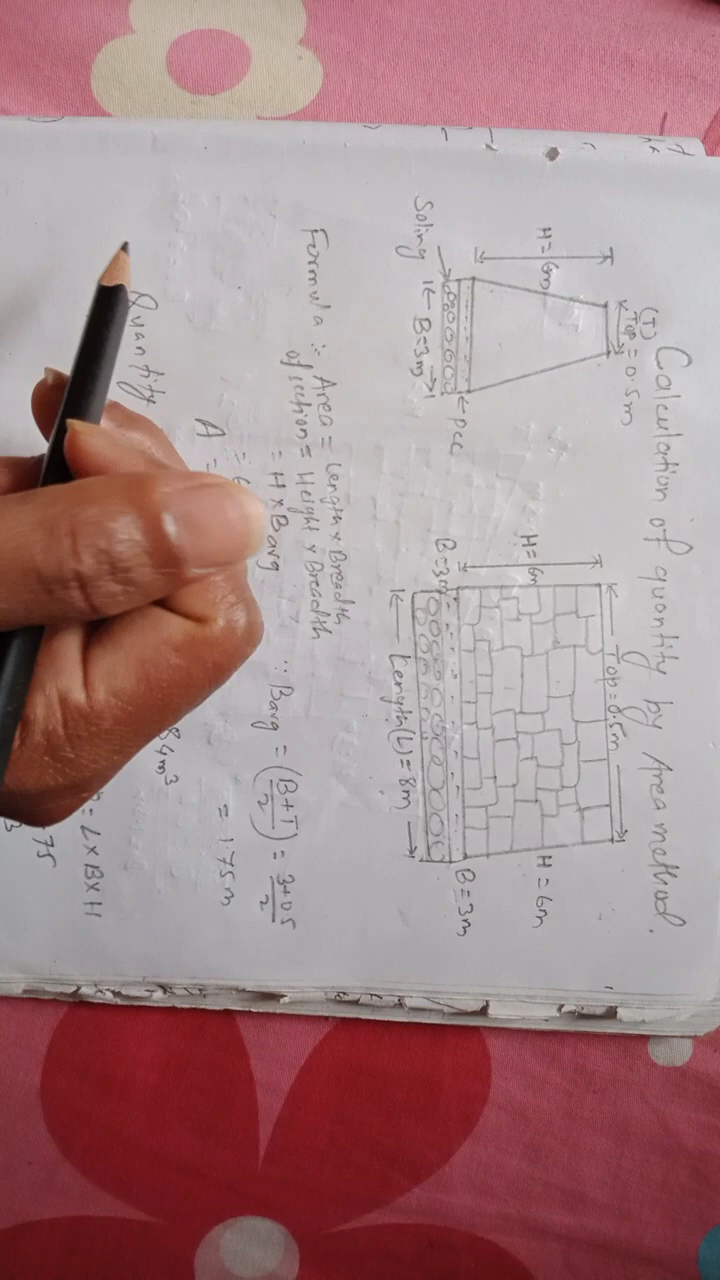 Calculation of quantity by Area method.
(I)
Top = 0.5m
H = 6m
B = 3m
Soling
PCC
Top = 0.5m
H = 6m
H = 6m
B = 3m
B = 3m
Length (L) = 8m
Formula :- Area = Length x Breadth
of section = Height x Breadth
= H x Bavg ∵ Bavg = (B+T/2) = 3+0.5/2
= 1.75m
A =
84m³
Quantity
= L x B x H
75